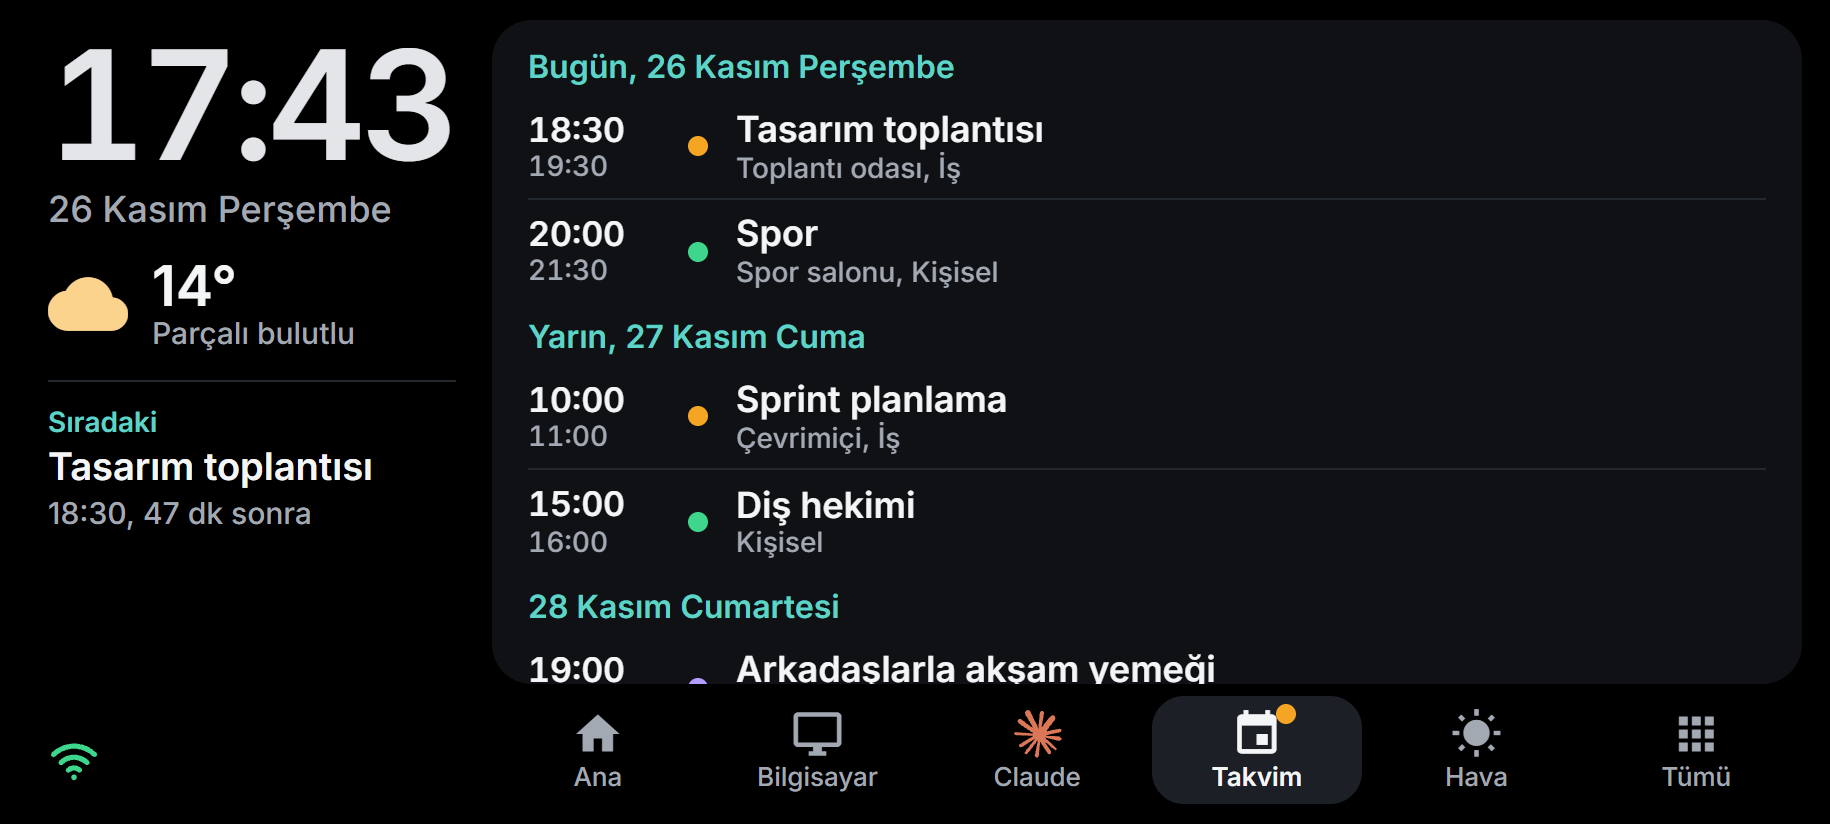 17:43
26 Kasım Perşembe
14°
Parçalı bulutlu
Sıradaki
Tasarım toplantısı
18:30, 47 dk sonra
Bugün, 26 Kasım Perşembe
18:30
19:30
Tasarım toplantısı
Toplantı odası, İş
20:00
21:30
Spor
Spor salonu, Kişisel
Yarın, 27 Kasım Cuma
10:00
11:00
Sprint planlama
Çevrimiçi, İş
15:00
16:00
Diş hekimi
Kişisel
28 Kasım Cumartesi
19:00
Arkadaşlarla akşam yemeği
Ana
Bilgisayar
Claude
Takvim
Hava
Tümü